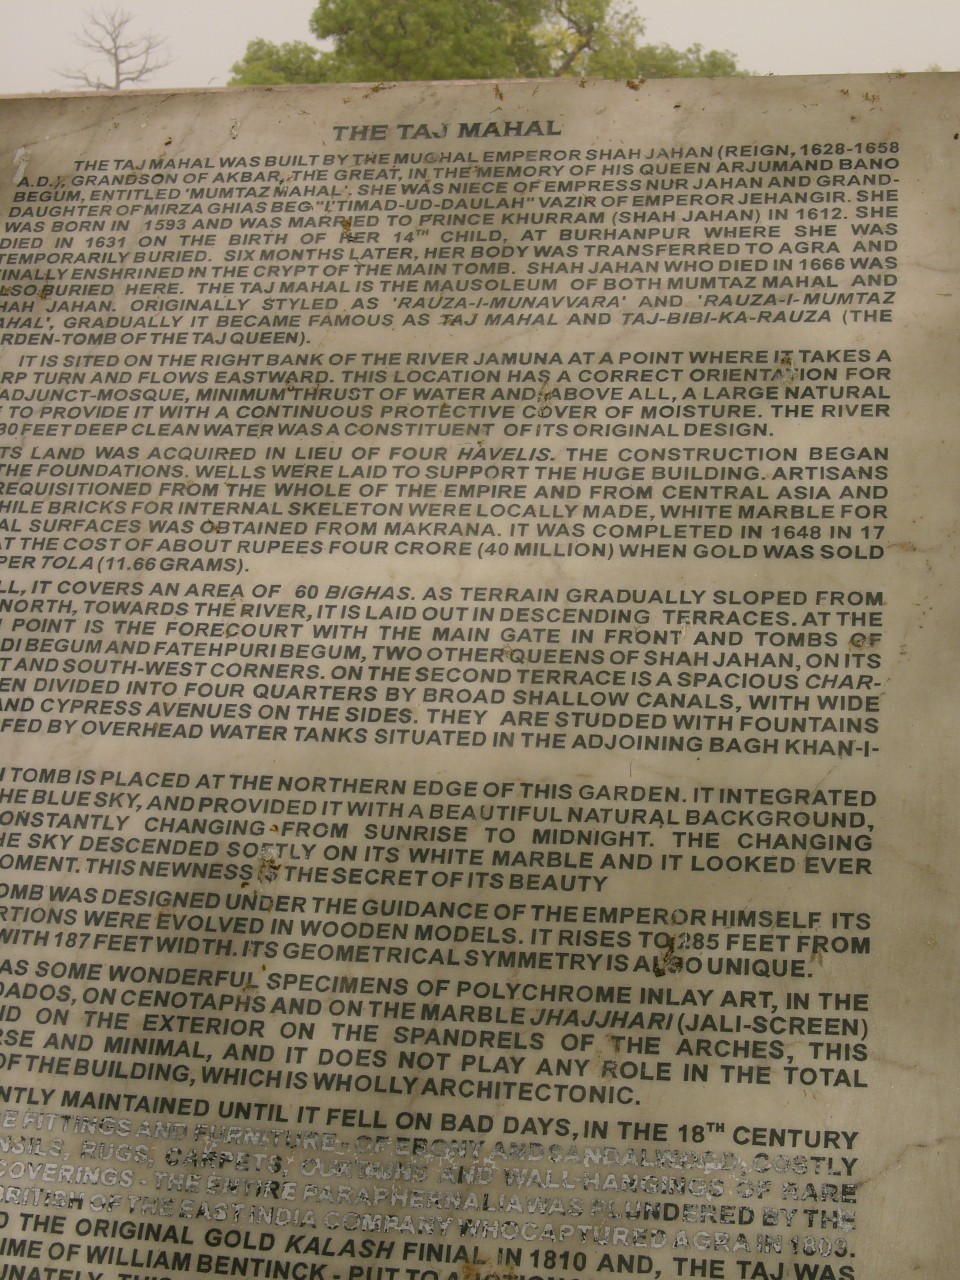 THE TAJ MAHAL
THE TAJ MAHAL WAS BUILT BY THE MUGHAL EMPEROR SHAH JAHAN (REIGN, 1628-1658
A.D.), GRANDSON OF AKBAR, THE GREAT, IN THE MEMORY OF HIS QUEEN ARJUMAND BANO
BEGUM, ENTITLED 'MUMTAZ MAHAL'. SHE WAS NIECE OF EMPRESS NUR JAHAN AND GRAND-
DAUGHTER OF MIRZA GHIAS BEG "I'TIMAD-UD-DAULAH" VAZIR OF EMPEROR JEHANGIR. SHE
WAS BORN IN 1593 AND WAS MARRIED TO PRINCE KHURRAM (SHAH JAHAN) IN 1612. SHE
DIED IN 1631 ON THE BIRTH OF HER 14TH CHILD, AT BURHANPUR WHERE SHE WAS
TEMPORARILY BURIED. SIX MONTHS LATER, HER BODY WAS TRANSFERRED TO AGRA AND
INALLY ENSHRINED IN THE CRYPT OF THE MAIN TOMB. SHAH JAHAN WHO DIED IN 1666 WAS
LSO BURIED HERE. THE TAJ MAHAL IS THE MAUSOLEUM OF BOTH MUMTAZ MAHAL AND
HAH JAHAN. ORIGINALLY STYLED AS 'RAUZA-I-MUNAVVARA' AND 'RAUZA-I-MUMTAZ
AHAL', GRADUALLY IT BECAME FAMOUS AS TAJ MAHAL AND TAJ-BIBI-KA-RAUZA (THE
RDEN-TOMB OF THE TAJ QUEEN).
IT IS SITED ON THE RIGHT BANK OF THE RIVER JAMUNA AT A POINT WHERE IT TAKES A
RP TURN AND FLOWS EASTWARD. THIS LOCATION HAS A CORRECT ORIENTATION FOR
ADJUNCT-MOSQUE, MINIMUM THRUST OF WATER AND, ABOVE ALL, A LARGE NATURAL
TO PROVIDE IT WITH A CONTINUOUS PROTECTIVE COVER OF MOISTURE. THE RIVER
30 FEET DEEP CLEAN WATER WAS A CONSTITUENT OF ITS ORIGINAL DESIGN.
TS LAND WAS ACQUIRED IN LIEU OF FOUR HAVELIS. THE CONSTRUCTION BEGAN
THE FOUNDATIONS. WELLS WERE LAID TO SUPPORT THE HUGE BUILDING. ARTISANS
REQUISITIONED FROM THE WHOLE OF THE EMPIRE AND FROM CENTRAL ASIA AND
HILE BRICKS FOR INTERNAL SKELETON WERE LOCALLY MADE, WHITE MARBLE FOR
AL SURFACES WAS OBTAINED FROM MAKRANA. IT WAS COMPLETED IN 1648 IN 17
AT THE COST OF ABOUT RUPEES FOUR CRORE (40 MILLION) WHEN GOLD WAS SOLD
PER TOLA (11.66 GRAMS).
LL, IT COVERS AN AREA OF 60 BIGHAS. AS TERRAIN GRADUALLY SLOPED FROM
NORTH, TOWARDS THE RIVER, IT IS LAID OUT IN DESCENDING TERRACES. AT THE
POINT IS THE FORECOURT WITH THE MAIN GATE IN FRONT AND TOMBS OF
DI BEGUM AND FATEHPURI BEGUM, TWO OTHER QUEENS OF SHAH JAHAN, ON ITS
T AND SOUTH-WEST CORNERS. ON THE SECOND TERRACE IS A SPACIOUS CHAR-
EN DIVIDED INTO FOUR QUARTERS BY BROAD SHALLOW CANALS, WITH WIDE
AND CYPRESS AVENUES ON THE SIDES. THEY ARE STUDDED WITH FOUNTAINS
FED BY OVERHEAD WATER TANKS SITUATED IN THE ADJOINING BAGH KHAN-I-
TOMB IS PLACED AT THE NORTHERN EDGE OF THIS GARDEN. IT INTEGRATED
HE BLUE SKY, AND PROVIDED IT WITH A BEAUTIFUL NATURAL BACKGROUND,
ONSTANTLY CHANGING FROM SUNRISE TO MIDNIGHT. THE CHANGING
HE SKY DESCENDED SOFTLY ON ITS WHITE MARBLE AND IT LOOKED EVER
OMENT. THIS NEWNESS IS THE SECRET OF ITS BEAUTY
OMB WAS DESIGNED UNDER THE GUIDANCE OF THE EMPEROR HIMSELF ITS
RTIONS WERE EVOLVED IN WOODEN MODELS. IT RISES TO 285 FEET FROM
WITH 187 FEET WIDTH. ITS GEOMETRICAL SYMMETRY IS ALSO UNIQUE.
AS SOME WONDERFUL SPECIMENS OF POLYCHROME INLAY ART, IN THE
DADOS, ON CENOTAPHS AND ON THE MARBLE JHAJJHARI (JALI-SCREEN)
ND ON THE EXTERIOR ON THE SPANDRELS OF THE ARCHES, THIS
RSE AND MINIMAL, AND IT DOES NOT PLAY ANY ROLE IN THE TOTAL
OF THE BUILDING, WHICH IS WHOLLY ARCHITECTONIC.
NTLY MAINTAINED UNTIL IT FELL ON BAD DAYS, IN THE 18TH CENTURY
E FITTINGS AND FURNITURE - OF EBONY AND SANDALWOOD, COSTLY
NSILS, RUGS, CARPETS, CURTAINS AND WALL-HANGINGS OF RARE
COVERINGS - THE ENTIRE PARAPHERNALIA WAS PLUNDERED BY THE
BRITISH OF THE EAST INDIA COMPANY WHO CAPTURED AGRA IN 1803.
D THE ORIGINAL GOLD KALASH FINIAL IN 1810 AND, THE TAJ WAS
IME OF WILLIAM BENTINCK - PUT TO
UNATELY, THIS